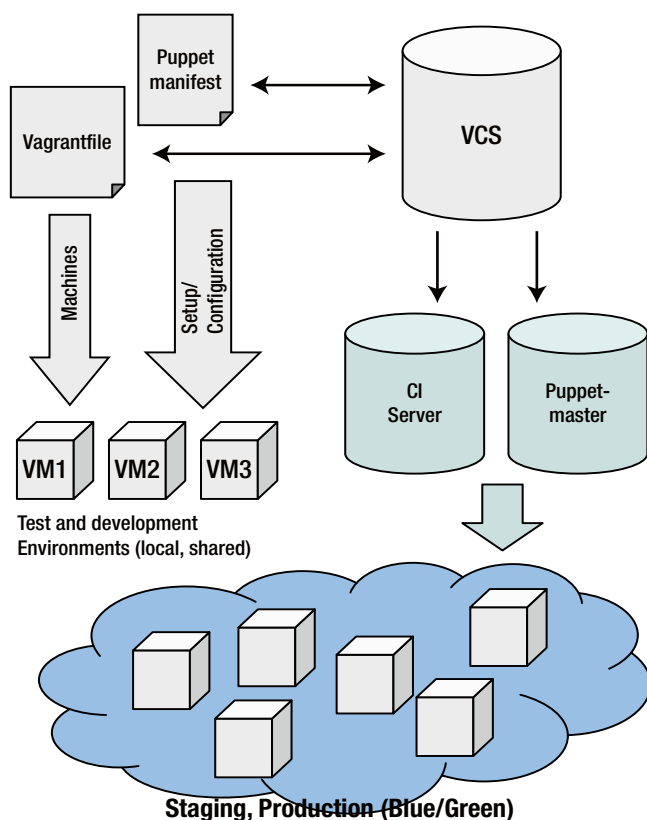 Puppet
manifest
Vagrantfile
VCS
Machines
Setup/
Configuration
CI
Server
Puppet-
master
VM1
VM2
VM3
Test and development
Environments (local, shared)
Staging, Production (Blue/Green)